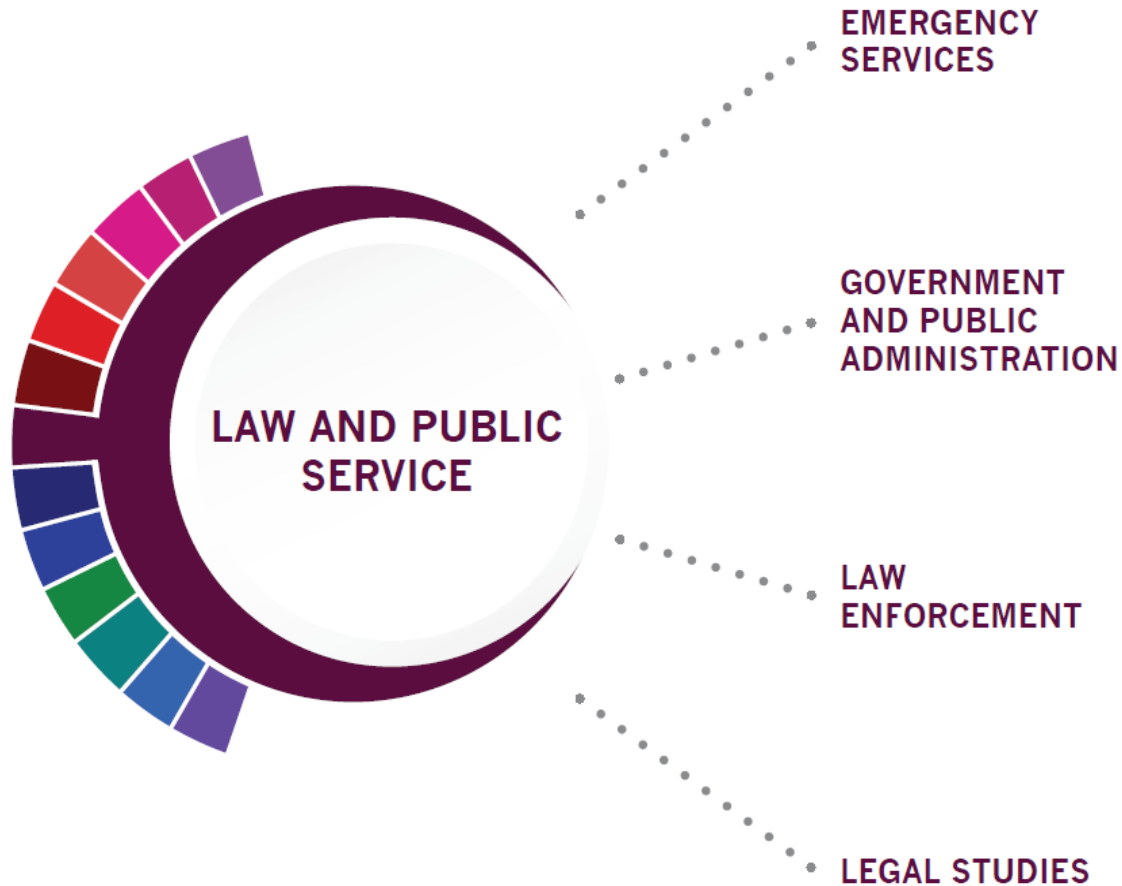 EMERGENCY
SERVICES
GOVERNMENT
AND PUBLIC
ADMINISTRATION
LAW AND PUBLIC
SERVICE
LAW
ENFORCEMENT
LEGAL STUDIES